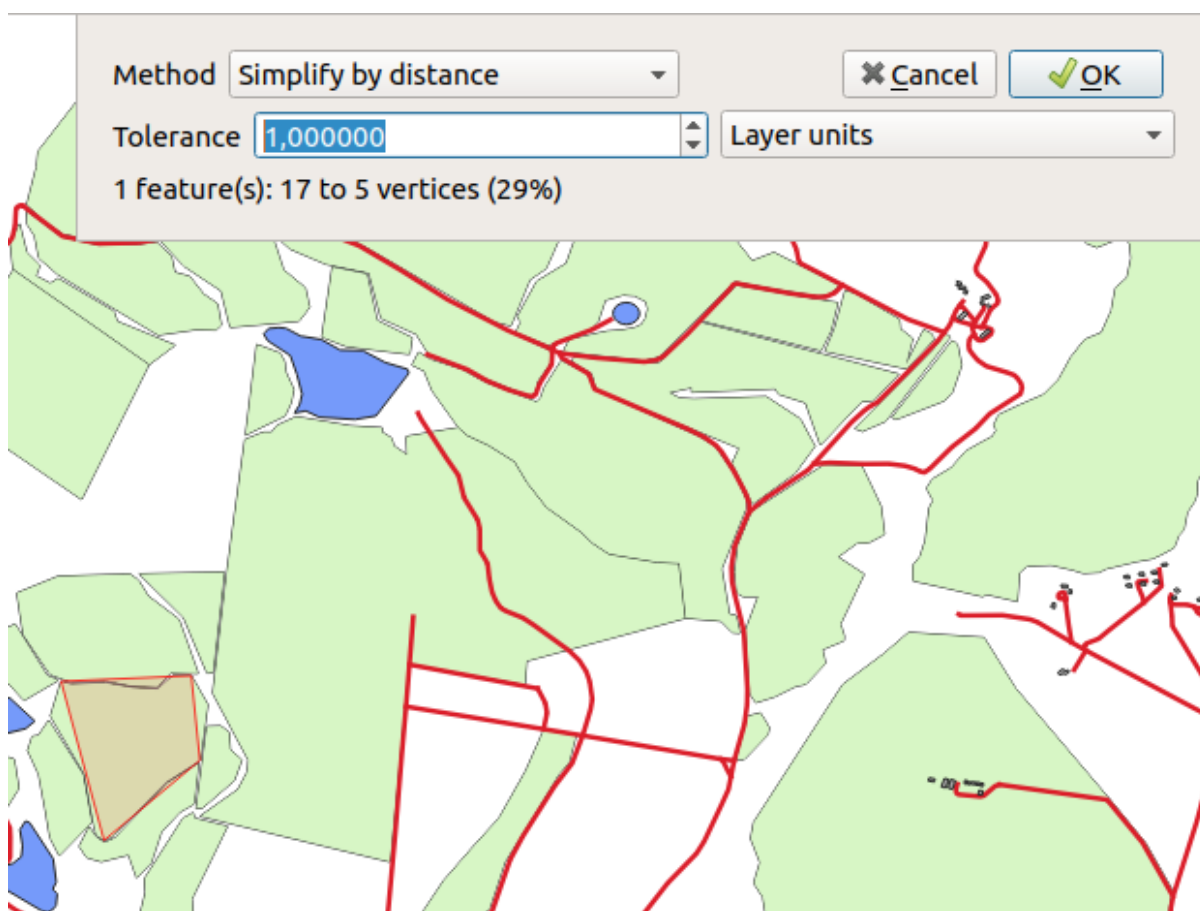 Method Simplify by distance Cancel OK
Tolerance 1,000000 Layer units
1 feature(s): 17 to 5 vertices (29%)